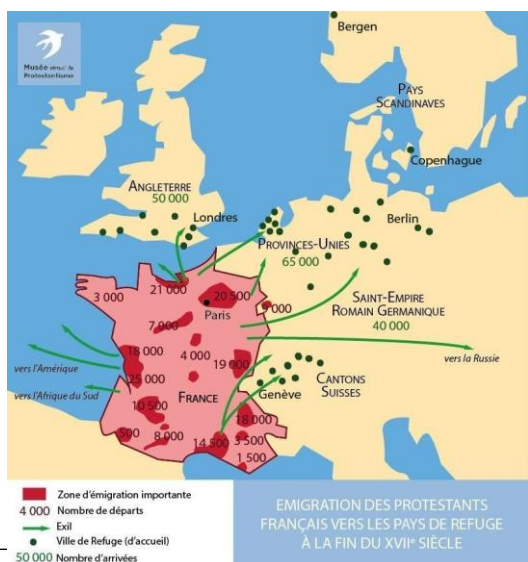 Musée virtuel du
Protestantisme
Bergen
PAYS
SCANDINAVES
Copenhague
ANGLETERRE
50 000
Londres
Berlin
PROVINCES-UNIES
65 000
21 000
3 000
20 500
Paris
000
SAINT-EMPIRE
ROMAIN GERMANIQUE
40 000
7 000
4 000
18 000
19 000
vers la Russie
vers l'Amérique
25 000
CANTONS
SUISSES
Genève
vers l'Afrique du Sud
FRANCE
10 500
18 000
500
8 000
14 500
3 500
1 500
Zone d'émigration importante
4 000 Nombre de départs
Exil
Ville de Refuge (d'accueil)
50 000 Nombre d'arrivées
EMIGRATION DES PROTESTANTS
FRANÇAIS VERS LES PAYS DE REFUGE
À LA FIN DU XVIIe SIÈCLE